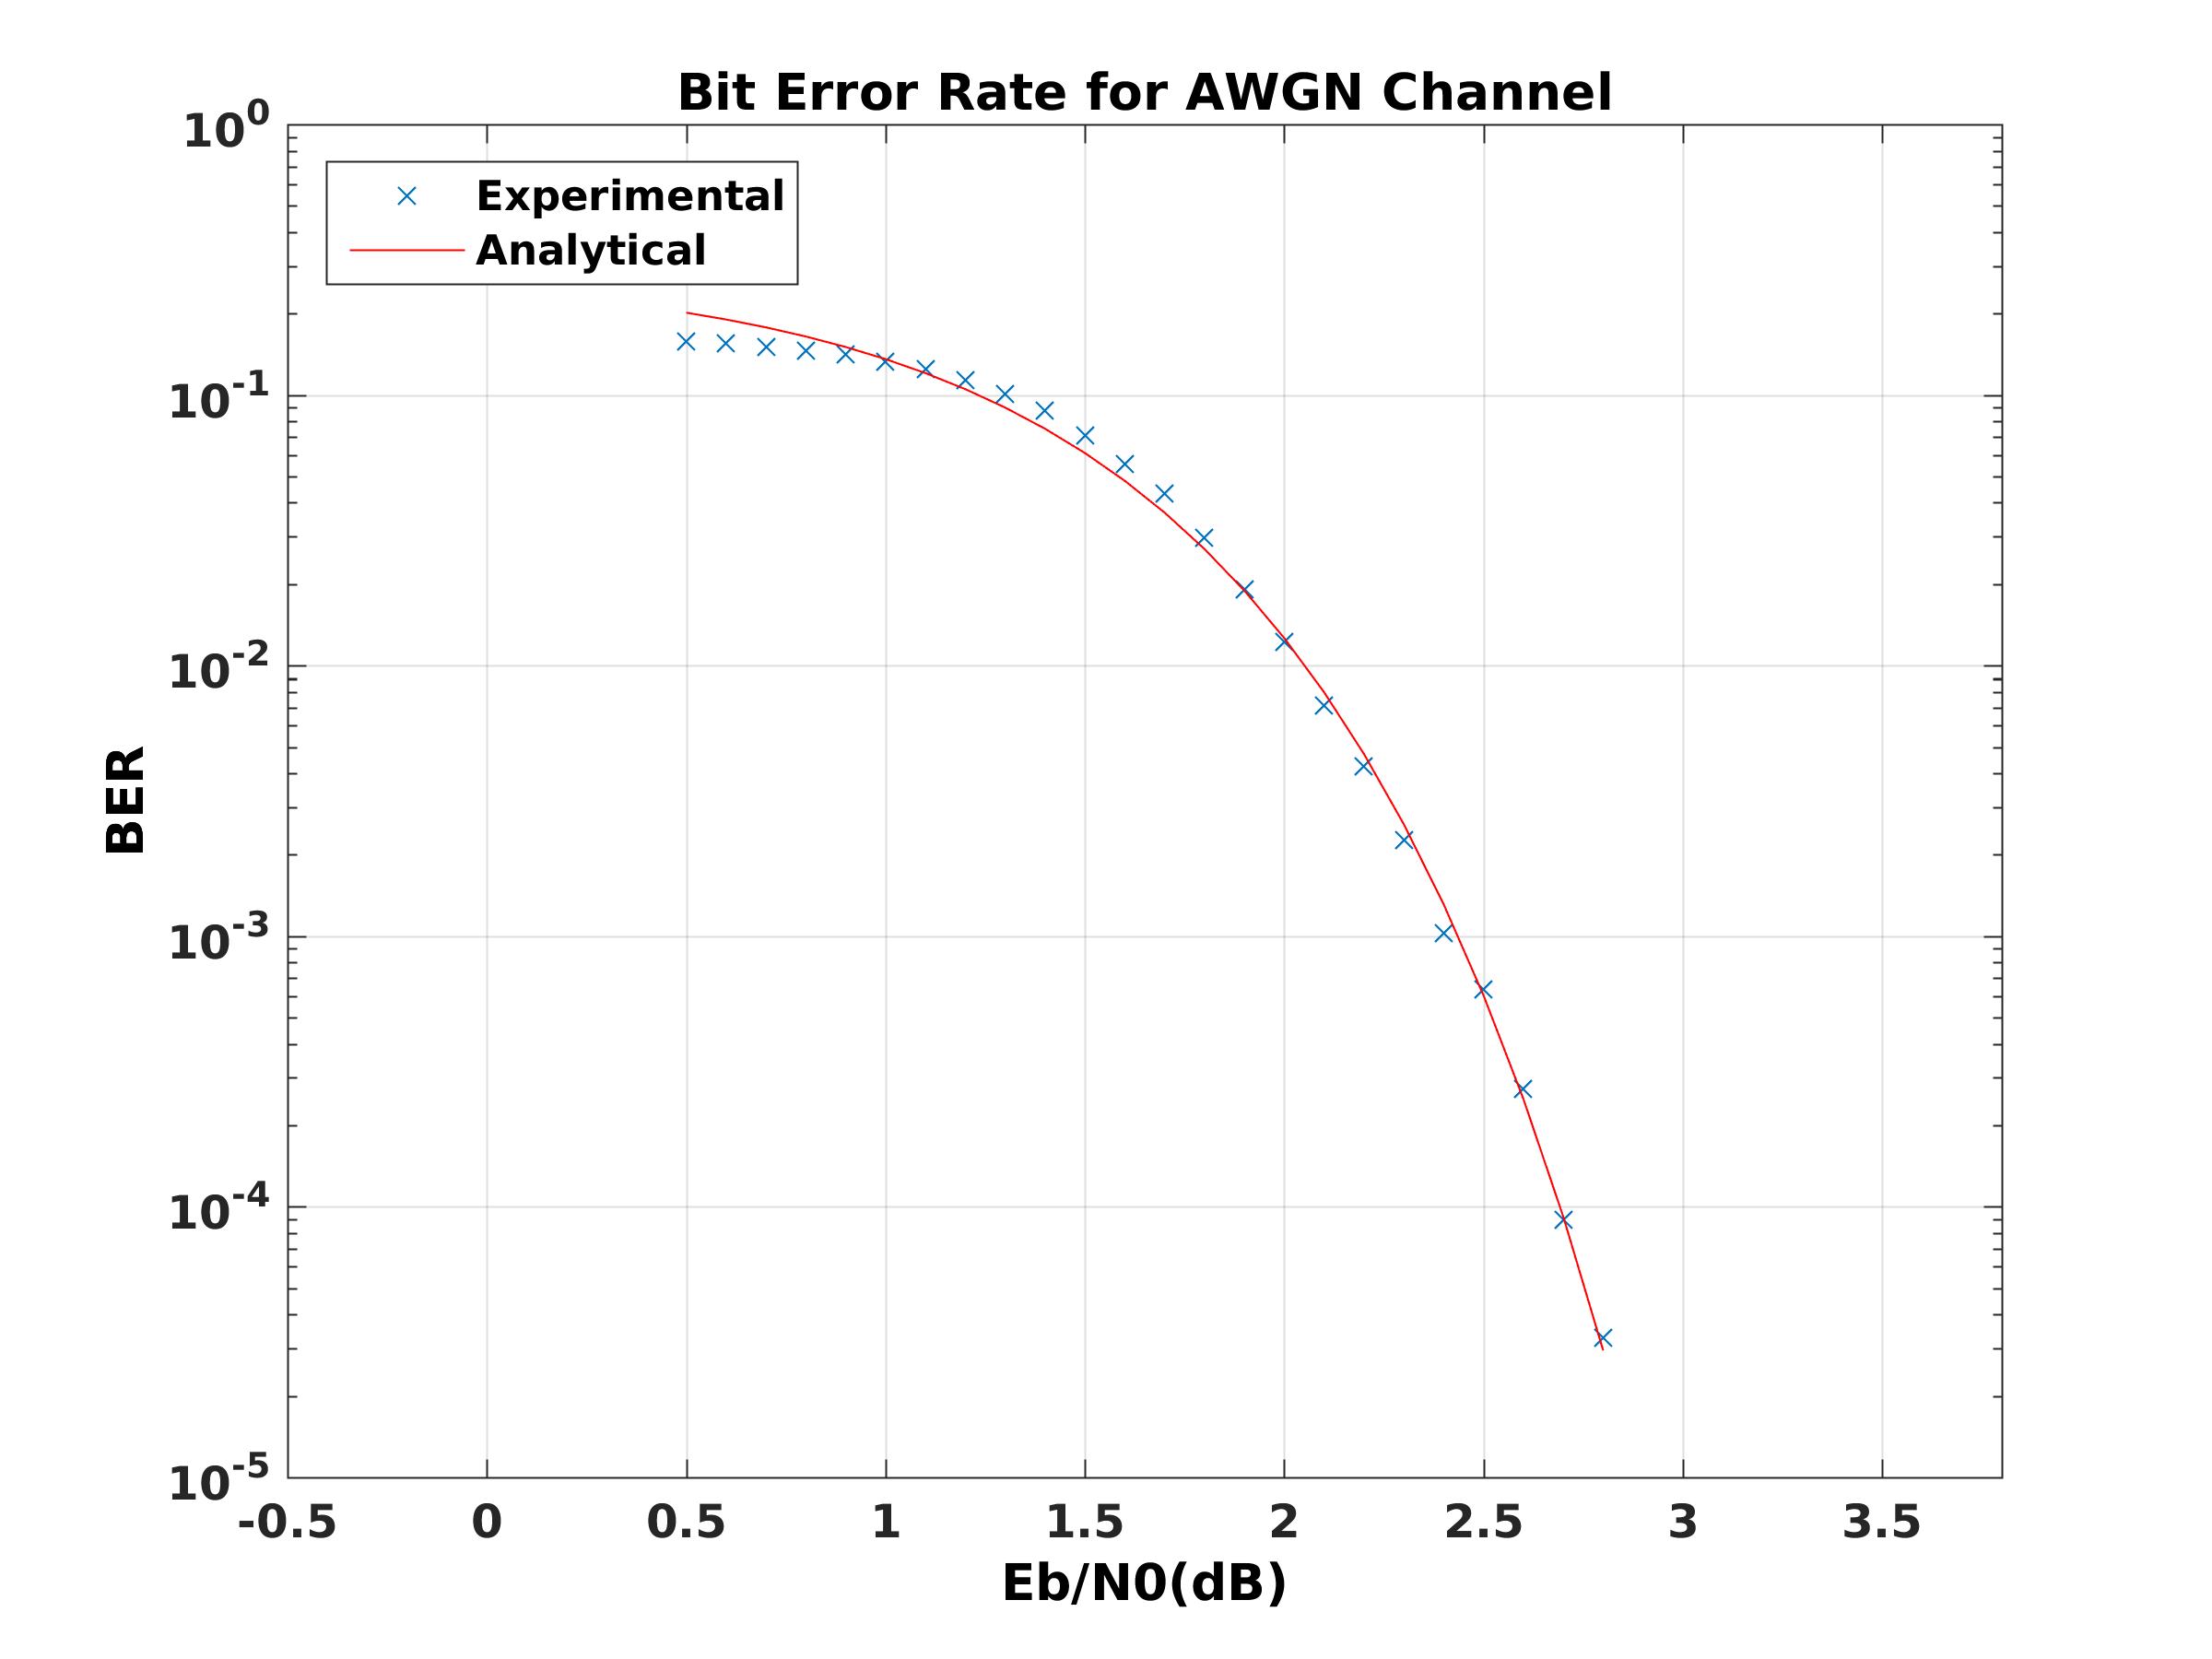 Bit Error Rate for AWGN Channel
10^0
Experimental
Analytical
10^-1
10^-2
BER
10^-3
10^-4
10^-5
-0.5 0 0.5 1 1.5 2 2.5 3 3.5
Eb/N0(dB)